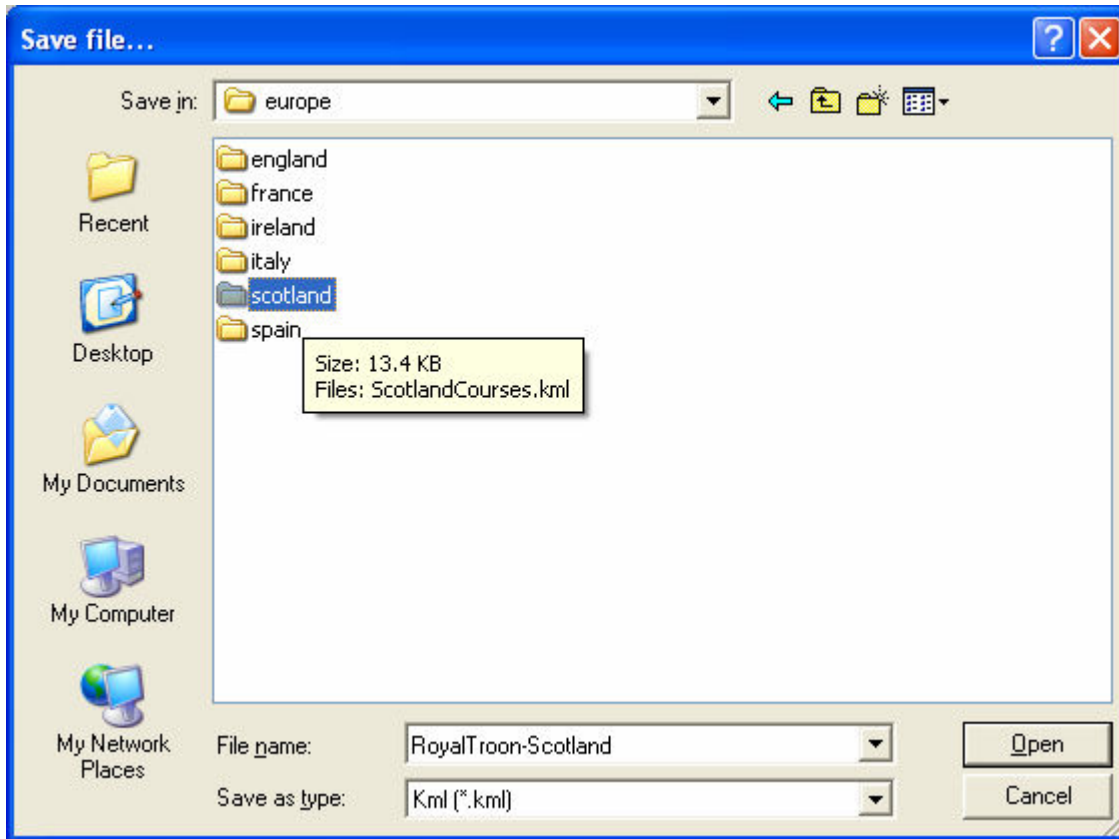 Save file...
Save in:
europe
england
france
ireland
italy
scotland
spain
Size: 13.4 KB
Files: ScotlandCourses.kml
Recent
Desktop
My Documents
My Computer
My Network
Places
File name:
RoyalTroon-Scotland
Open
Save as type:
Kml (*.kml)
Cancel